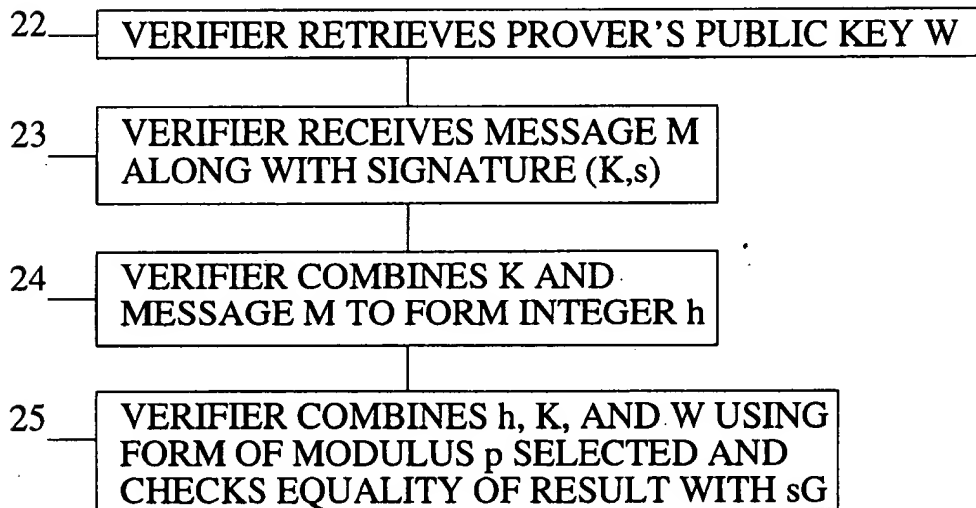 22 VERIFIER RETRIEVES PROVER'S PUBLIC KEY W
23 VERIFIER RECEIVES MESSAGE M
ALONG WITH SIGNATURE (K,s)
24 VERIFIER COMBINES K AND
MESSAGE M TO FORM INTEGER h
25 VERIFIER COMBINES h, K, AND W USING
FORM OF MODULUS p SELECTED AND
CHECKS EQUALITY OF RESULT WITH sG